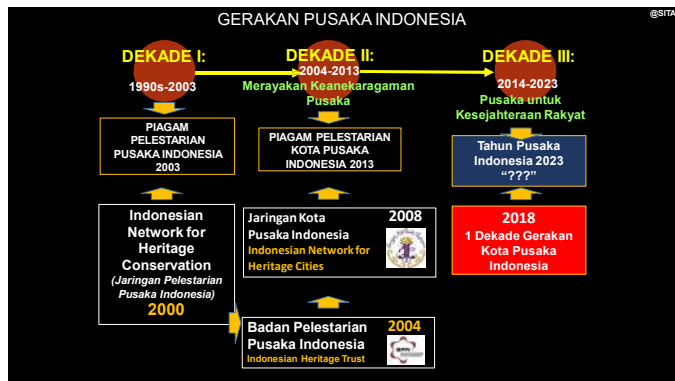 GERAKAN PUSAKA INDONESIA
@SITA
DEKADE I:
1990s-2003
DEKADE II:
2004-2013
Merayakan Keanekaragaman
Pusaka
DEKADE III:
2014-2023
Pusaka untuk
Kesejahteraan Rakyat
PIAGAM
PELESTARIAN
PUSAKA INDONESIA
2003
PIAGAM PELESTARIAN
KOTA PUSAKA
INDONESIA 2013
Tahun Pusaka
Indonesia 2023
“???”
Indonesian
Network for
Heritage
Conservation
(Jaringan Pelestarian
Pusaka Indonesia)
2000
Jaringan Kota 2008
Pusaka Indonesia
Indonesian Network for
Heritage Cities
2018
1 Dekade Gerakan
Kota Pusaka
Indonesia
Badan Pelestarian 2004
Pusaka Indonesia
Indonesian Heritage Trust